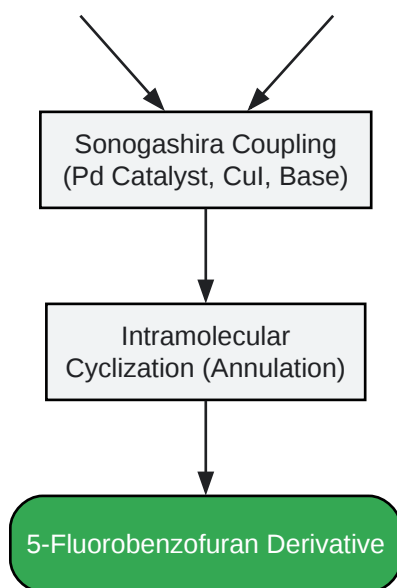 Sonogashira Coupling
(Pd Catalyst, CuI, Base)
Intramolecular
Cyclization (Annulation)
5-Fluorobenzofuran Derivative